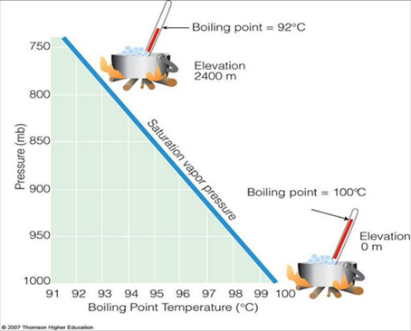 Boiling point = 92°C
Elevation
2400 m
Pressure (mb)
750
800
850
900
950
1000
Saturation vapor pressure
Boiling point = 100°C
Elevation
0 m
91 92 93 94 95 96 97 98 99 100
Boiling Point Temperature (°C)
© 2007 Thomson Higher Education